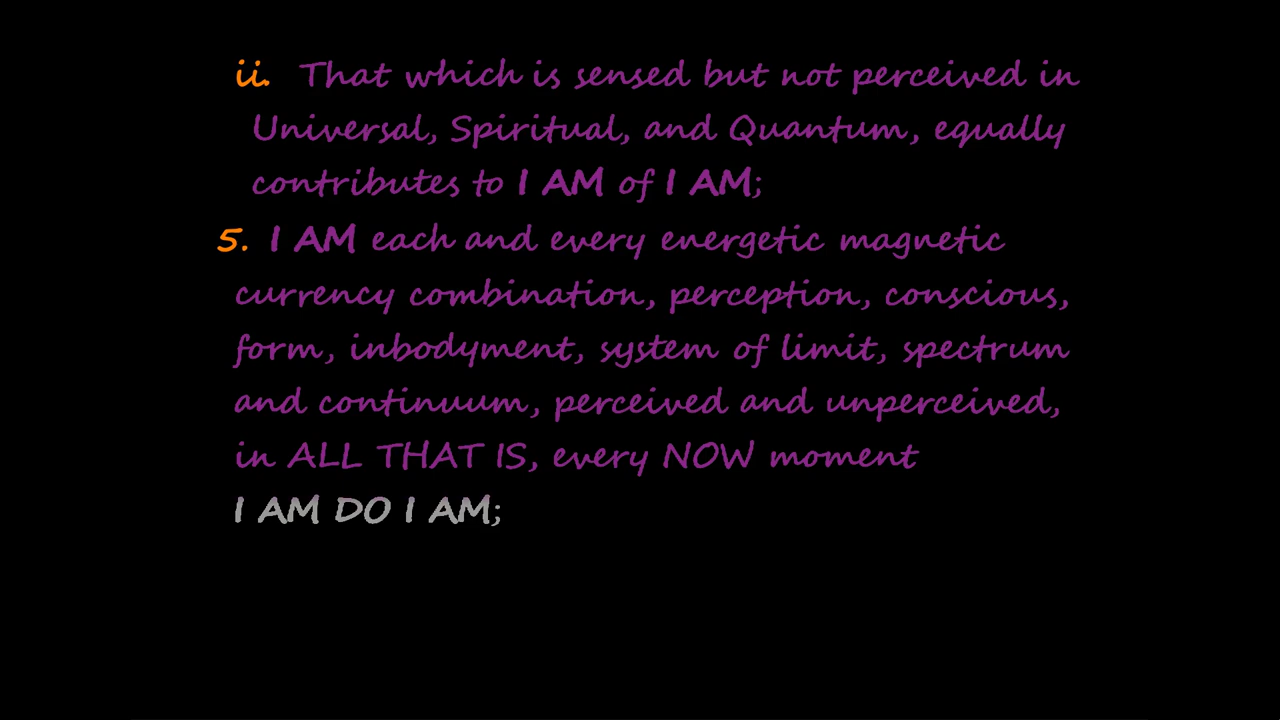 ii. That which is sensed but not perceived in
Universal, Spiritual, and Quantum, equally
contributes to I AM of I AM;
5. I AM each and every energetic magnetic
currency combination, perception, conscious,
form, inbodyment, system of limit, spectrum
and continuum, perceived and unperceived,
in ALL THAT IS, every NOW moment
I AM DO I AM;